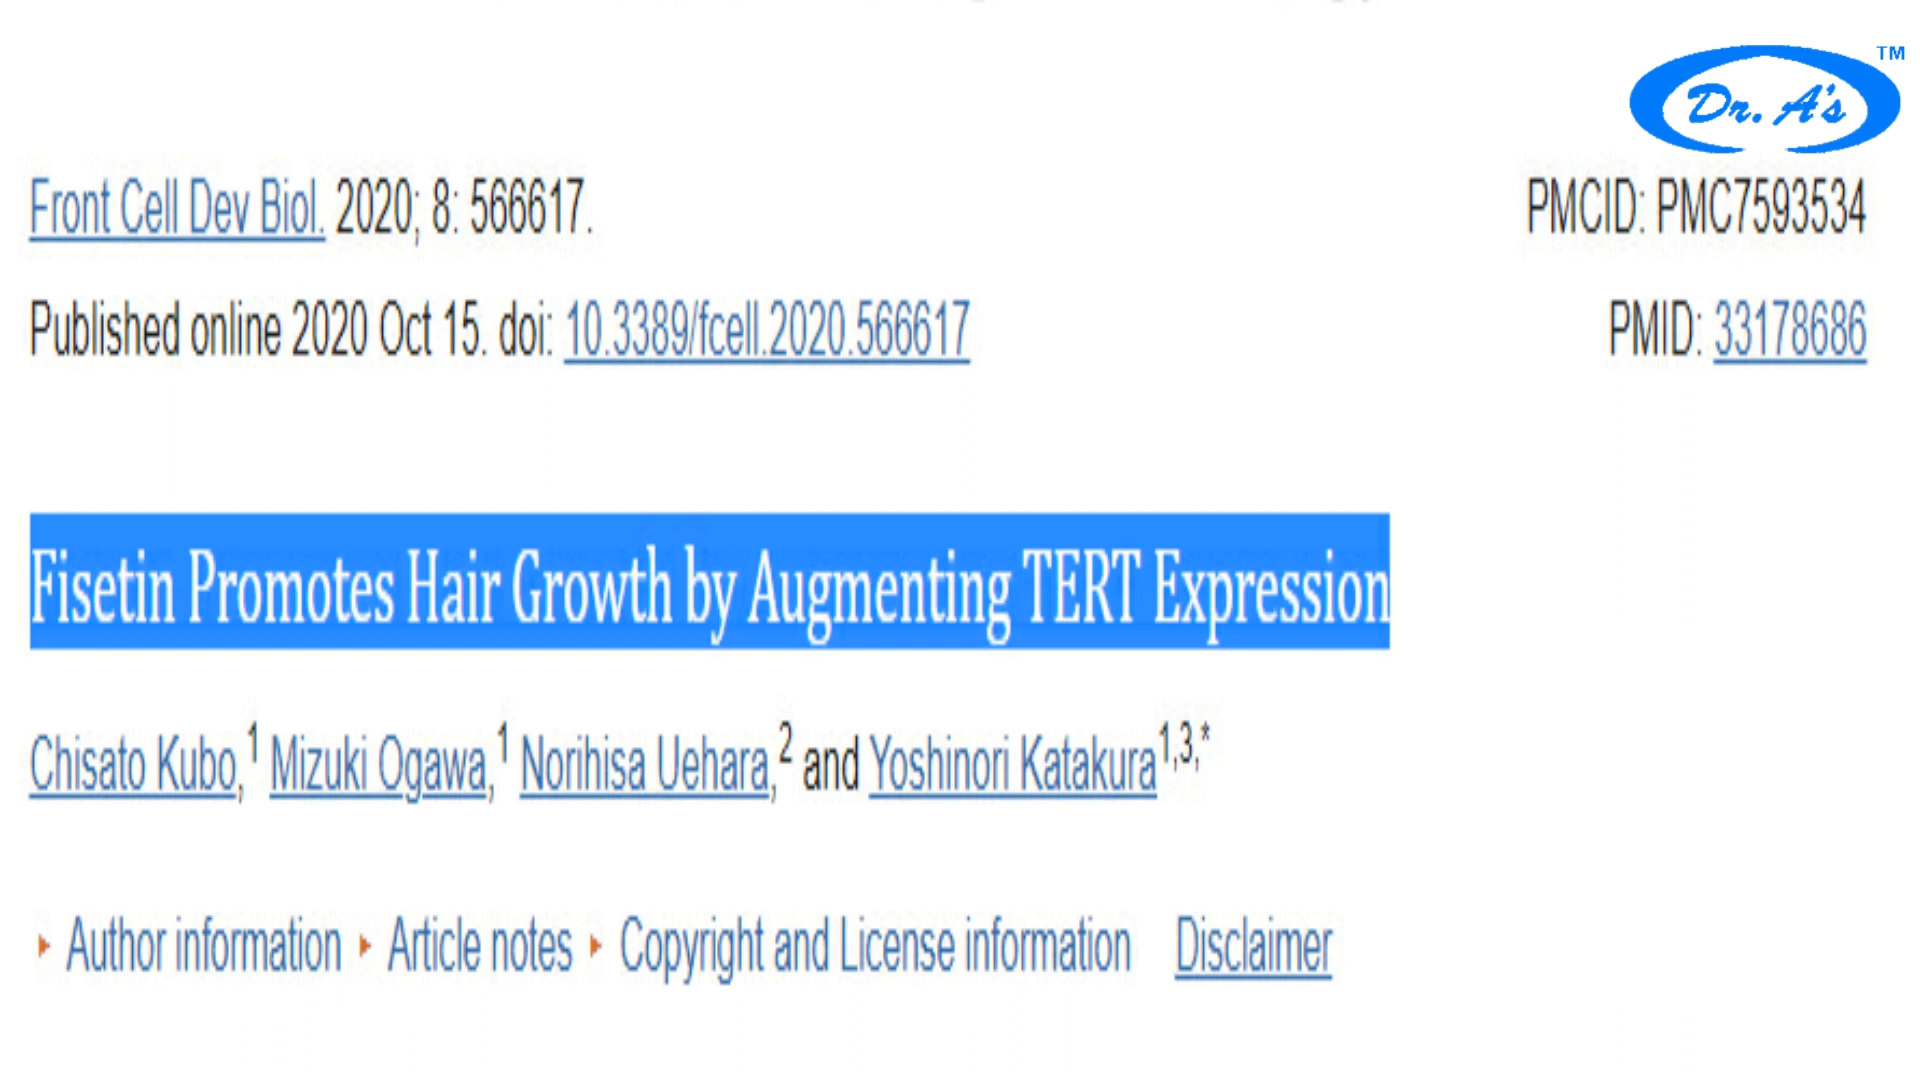 Dr. A's TM
Front Cell Dev Biol. 2020; 8: 566617.
PMCID: PMC7593534
Published online 2020 Oct 15. doi: 10.3389/fcell.2020.566617
PMID: 33178686
Fisetin Promotes Hair Growth by Augmenting TERT Expression
Chisato Kubo,1 Mizuki Ogawa,1 Norihisa Uehara,2 and Yoshinori Katakura1,3,*
▸ Author information ▸ Article notes ▸ Copyright and License information Disclaimer